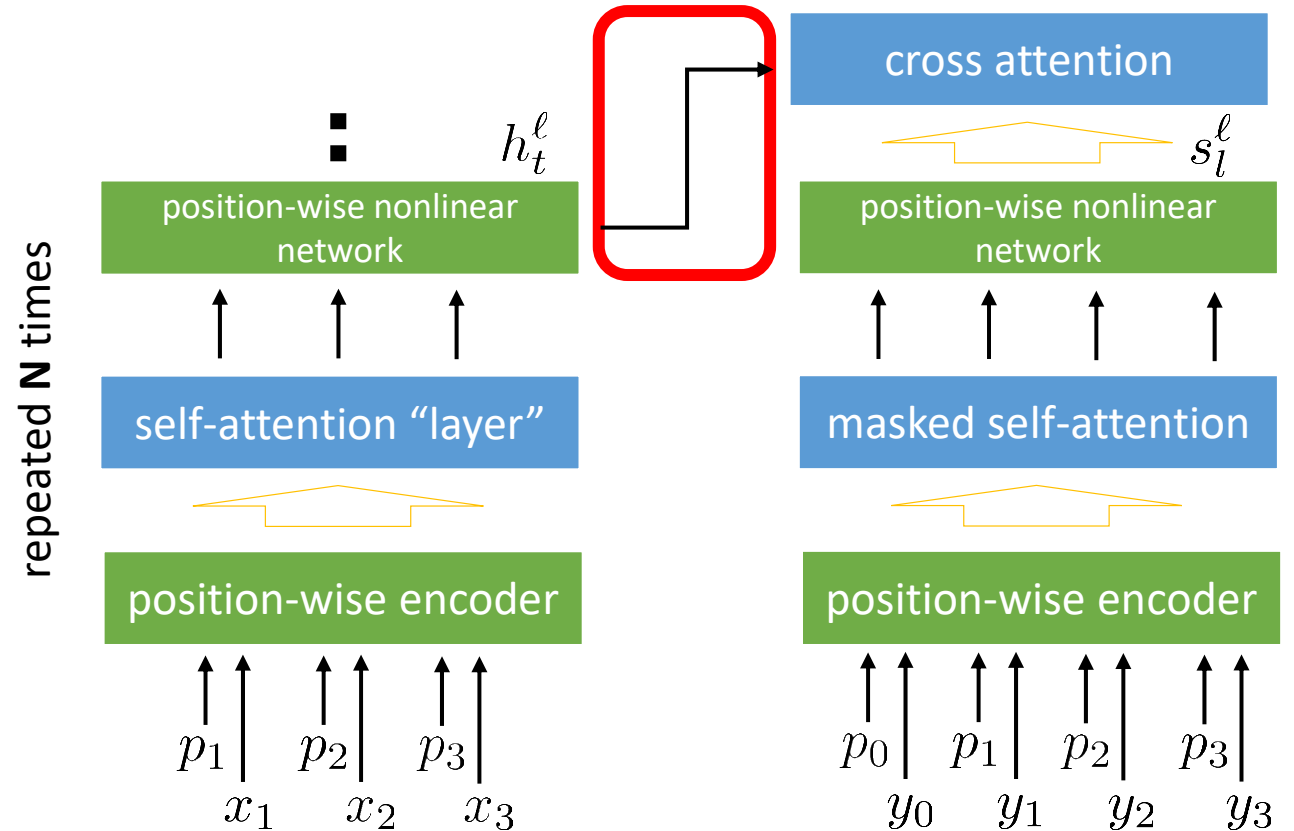 cross attention
h_t^ℓ
s_l^ℓ
position-wise nonlinear
network
position-wise nonlinear
network
repeated N times
self-attention “layer”
masked self-attention
position-wise encoder
position-wise encoder
p_1 p_2 p_3
x_1 x_2 x_3
p_0 p_1 p_2 p_3
y_0 y_1 y_2 y_3